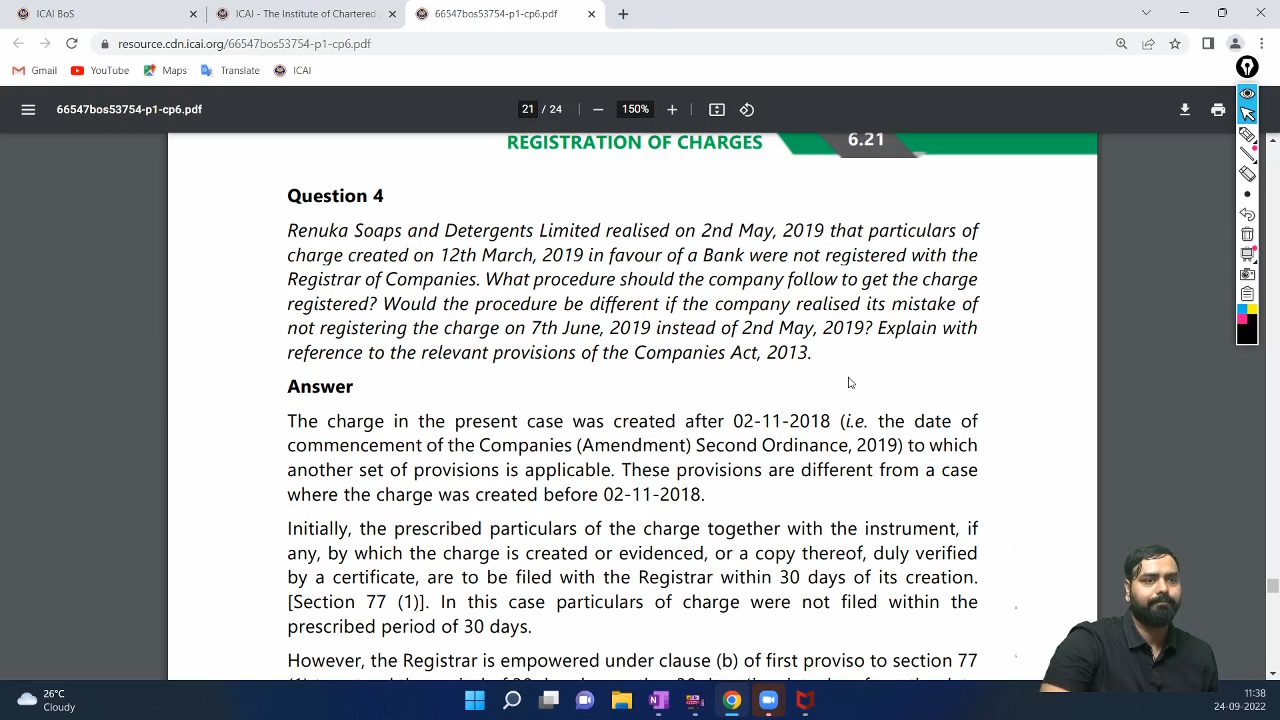 ICAI BoS
ICAI - The Institute of Chartered
66547bos53754-p1-cp6.pdf
resource.cdn.icai.org/66547bos53754-p1-cp6.pdf
Gmail
YouTube
Maps
Translate
ICAI
66547bos53754-p1-cp6.pdf
21 / 24
150%
REGISTRATION OF CHARGES
6.21
Question 4
Renuka Soaps and Detergents Limited realised on 2nd May, 2019 that particulars of
charge created on 12th March, 2019 in favour of a Bank were not registered with the
Registrar of Companies. What procedure should the company follow to get the charge
registered? Would the procedure be different if the company realised its mistake of
not registering the charge on 7th June, 2019 instead of 2nd May, 2019? Explain with
reference to the relevant provisions of the Companies Act, 2013.
Answer
The charge in the present case was created after 02-11-2018 (i.e. the date of
commencement of the Companies (Amendment) Second Ordinance, 2019) to which
another set of provisions is applicable. These provisions are different from a case
where the charge was created before 02-11-2018.
Initially, the prescribed particulars of the charge together with the instrument, if
any, by which the charge is created or evidenced, or a copy thereof, duly verified
by a certificate, are to be filed with the Registrar within 30 days of its creation.
[Section 77 (1)]. In this case particulars of charge were not filed within the
prescribed period of 30 days.
However, the Registrar is empowered under clause (b) of first proviso to section 77
26°C
Cloudy
11:38
24-09-2022